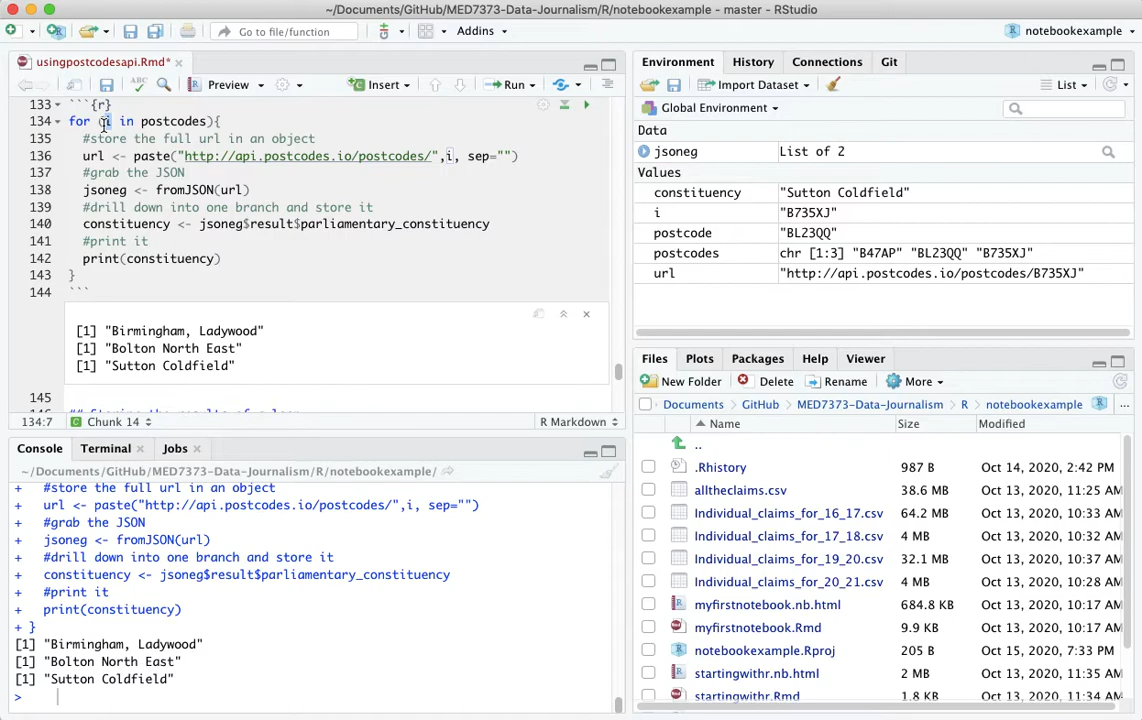 ~/Documents/GitHub/MED7373-Data-Journalism/R/notebookexample - master - RStudio
Go to file/function
Addins
notebookexample
usingpostcodesapi.Rmd*
Preview
Insert
Run
133 ```{r}
134 for (i in postcodes){
135 #store the full url in an object
136 url <- paste("http://api.postcodes.io/postcodes/",i, sep="")
137 #grab the JSON
138 jsoneg <- fromJSON(url)
139 #drill down into one branch and store it
140 constituency <- jsoneg$result$parliamentary_constituency
141 #print it
142 print(constituency)
143 }
144 ```
[1] "Birmingham, Ladywood"
[1] "Bolton North East"
[1] "Sutton Coldfield"
145
134:7
Chunk 14
R Markdown
Console
Terminal
Jobs
~/Documents/GitHub/MED7373-Data-Journalism/R/notebookexample/
+ #store the full url in an object
+ url <- paste("http://api.postcodes.io/postcodes/",i, sep="")
+ #grab the JSON
+ jsoneg <- fromJSON(url)
+ #drill down into one branch and store it
+ constituency <- jsoneg$result$parliamentary_constituency
+ #print it
+ print(constituency)
+ }
[1] "Birmingham, Ladywood"
[1] "Bolton North East"
[1] "Sutton Coldfield"
>
Environment
History
Connections
Git
Import Dataset
List
Global Environment
Data
jsoneg List of 2
Values
constituency "Sutton Coldfield"
i "B735XJ"
postcode "BL23QQ"
postcodes chr [1:3] "B47AP" "BL23QQ" "B735XJ"
url "http://api.postcodes.io/postcodes/B735XJ"
Files
Plots
Packages
Help
Viewer
New Folder
Delete
Rename
More
Documents
GitHub
MED7373-Data-Journalism
R
notebookexample
...
Name Size Modified
..
.Rhistory 987 B Oct 14, 2020, 2:42 PM
alltheclaims.csv 38.6 MB Oct 13, 2020, 11:25 AM
Individual_claims_for_16_17.csv 64.2 MB Oct 13, 2020, 10:33 AM
Individual_claims_for_17_18.csv 4 MB Oct 13, 2020, 10:32 AM
Individual_claims_for_19_20.csv 32.1 MB Oct 13, 2020, 10:37 AM
Individual_claims_for_20_21.csv 4 MB Oct 13, 2020, 10:28 AM
myfirstnotebook.nb.html 684.8 KB Oct 13, 2020, 10:17 AM
myfirstnotebook.Rmd 9.9 KB Oct 13, 2020, 10:17 AM
notebookexample.Rproj 205 B Oct 15, 2020, 7:33 PM
startingwithr.nb.html 2 MB Oct 13, 2020, 11:35 AM
startingwithr.Rmd 1.8 KB Oct 13, 2020, 11:34 AM